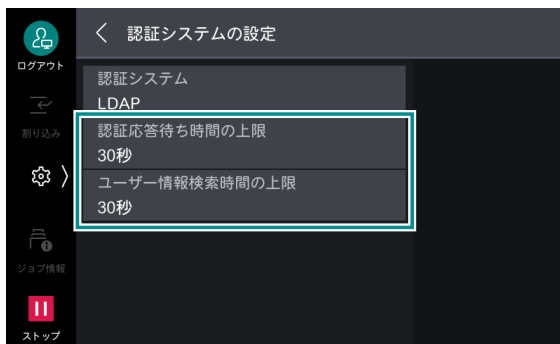 認証システムの設定
ログアウト
認証システム
LDAP
割り込み
認証応答待ち時間の上限
30秒
ユーザー情報検索時間の上限
30秒
ジョブ情報
ストップ